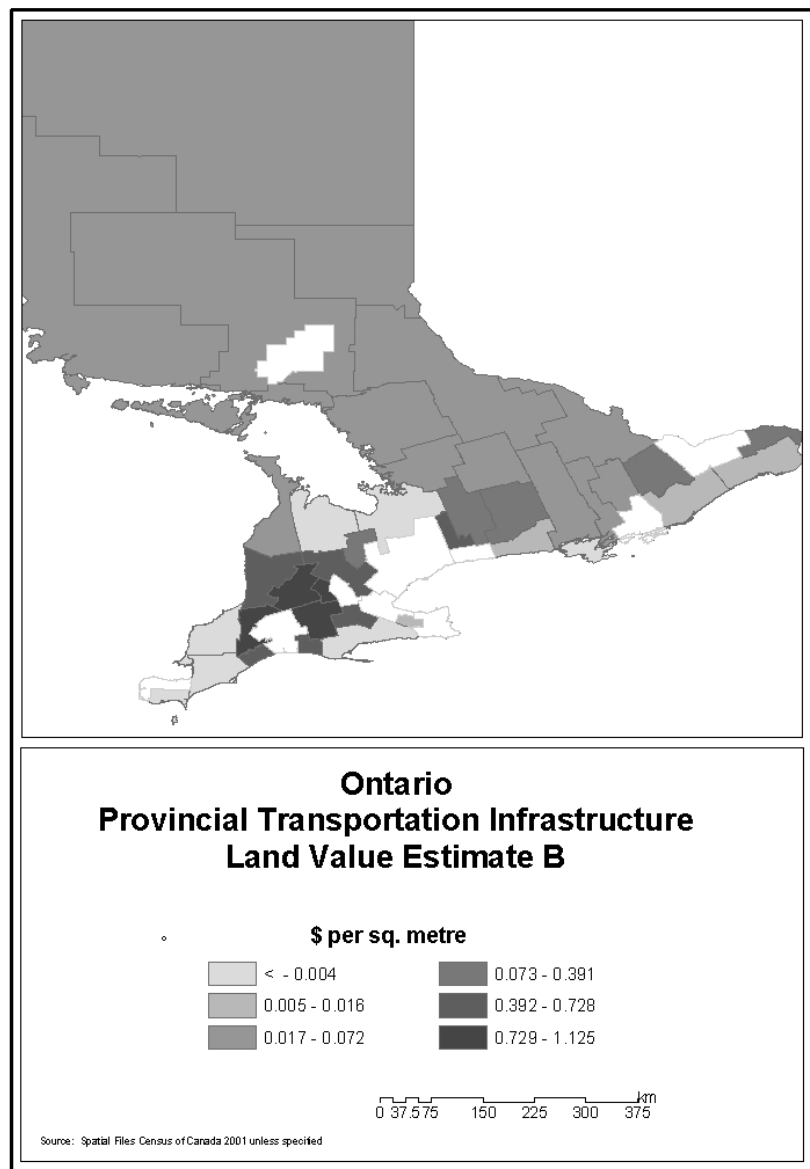 Ontario
Provincial Transportation Infrastructure
Land Value Estimate B
$ per sq. metre
< - 0.004
0.005 - 0.016
0.017 - 0.072
0.073 - 0.391
0.392 - 0.728
0.729 - 1.125
km
0 37.575 150 225 300 375
Source: Spatial Files Census of Canada 2001 unless specified